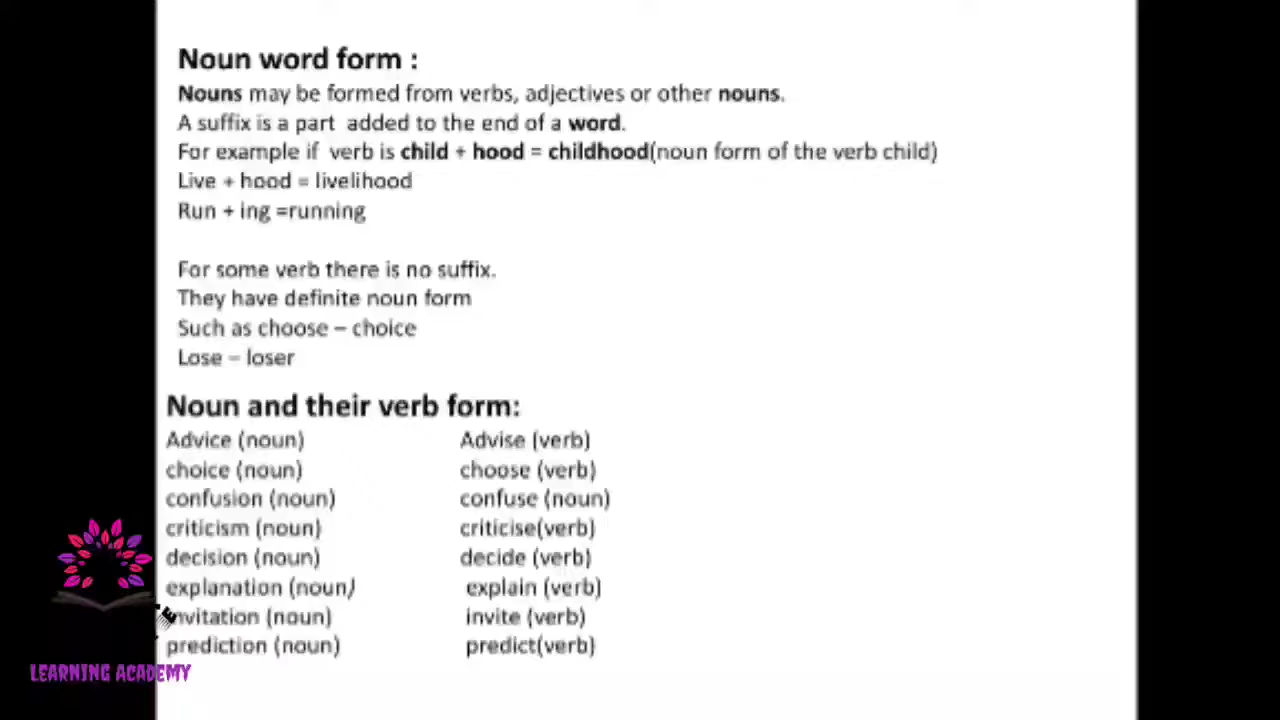 Noun word form :
Nouns may be formed from verbs, adjectives or other nouns.
A suffix is a part added to the end of a word.
For example if verb is child + hood = childhood(noun form of the verb child)
Live + hood = livelihood
Run + ing =running
For some verb there is no suffix.
They have definite noun form
Such as choose – choice
Lose – loser
Noun and their verb form:
Advice (noun) Advise (verb)
choice (noun) choose (verb)
confusion (noun) confuse (noun)
criticism (noun) criticise(verb)
decision (noun) decide (verb)
explanation (noun) explain (verb)
invitation (noun) invite (verb)
prediction (noun) predict(verb)
LEARNING ACADEMY